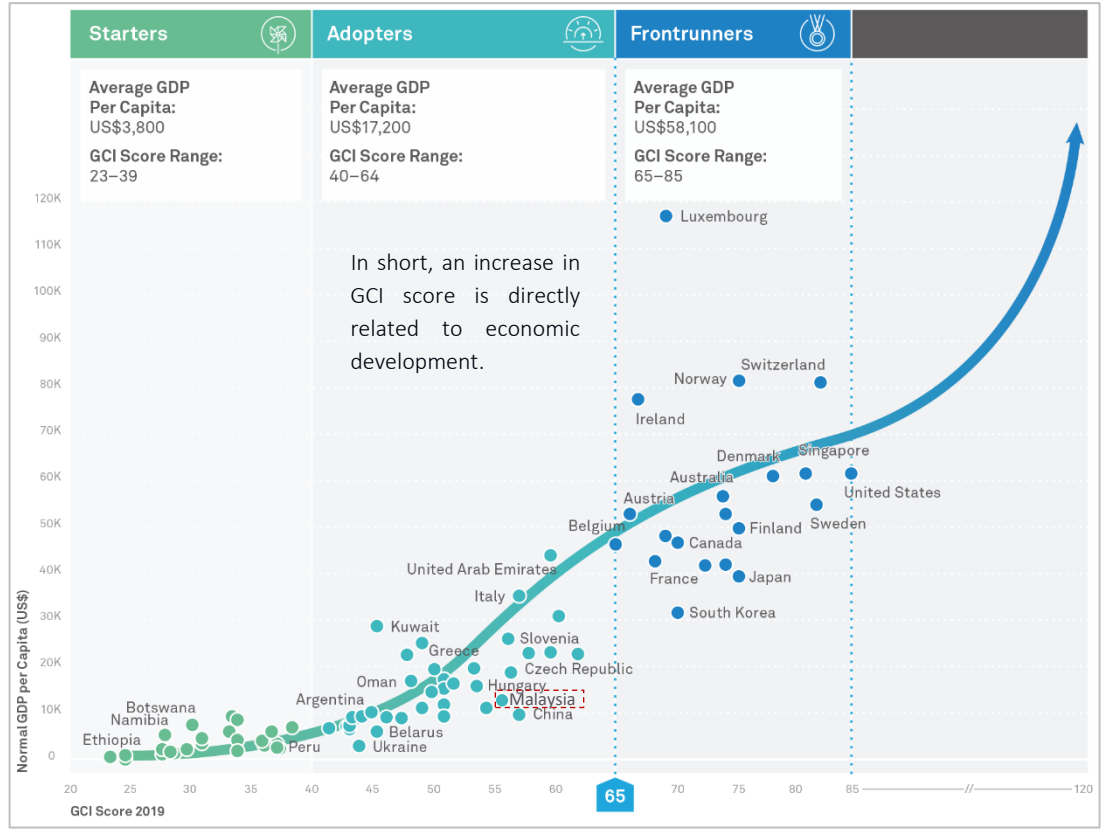 Starters
Adopters
Frontrunners
Average GDP
Per Capita:
US$3,800
GCI Score Range:
23–39
Average GDP
Per Capita:
US$17,200
GCI Score Range:
40–64
Average GDP
Per Capita:
US$58,100
GCI Score Range:
65–85
In short, an increase in
GCI score is directly
related to economic
development.
Normal GDP per Capita (US$)
120K
110K
100K
90K
80K
70K
60K
50K
40K
30K
20K
10K
0
Luxembourg
Switzerland
Norway
Ireland
Denmark
Singapore
Australia
United States
Austria
Sweden
Belgium
Finland
Canada
United Arab Emirates
France
Japan
Italy
South Korea
Kuwait
Slovenia
Greece
Czech Republic
Oman
Hungary
Argentina
Malaysia
Botswana
China
Namibia
Belarus
Ethiopia
Peru
Ukraine
20
25
30
35
40
45
50
55
60
65
70
75
80
85
//
120
GCI Score 2019